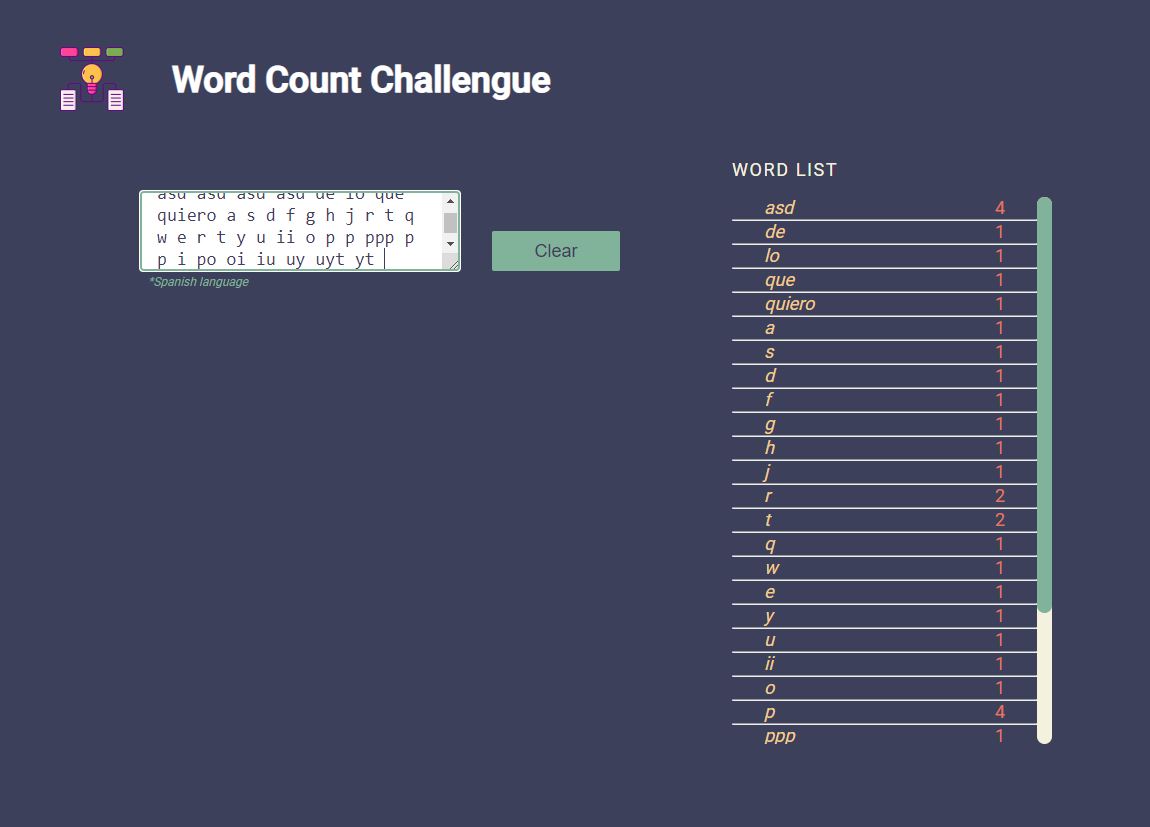 Word Count Challengue
asd asd asd asd de lo que
quiero a s d f g h j r t q
w e r t y u ii o p p ppp p
p i po oi iu uy uyt yt
Clear
*Spanish language
WORD LIST
asd 4
de 1
lo 1
que 1
quiero 1
a 1
s 1
d 1
f 1
g 1
h 1
j 1
r 2
t 2
q 1
w 1
e 1
y 1
u 1
ii 1
o 1
p 4
ppp 1